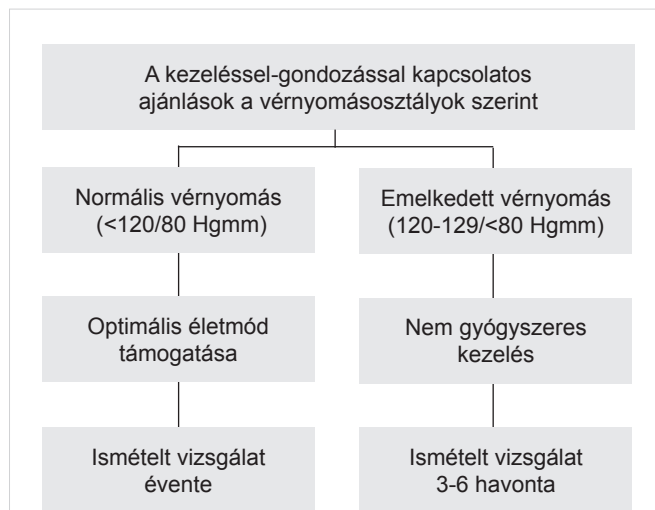 A kezeléssel-gondozással kapcsolatos
ajánlások a vérnyomásosztályok szerint
Normális vérnyomás
(<120/80 Hgmm)
Emelkedett vérnyomás
(120-129/<80 Hgmm)
Optimális életmód
támogatása
Nem gyógyszeres
kezelés
Ismételt vizsgálat
évente
Ismételt vizsgálat
3-6 havonta